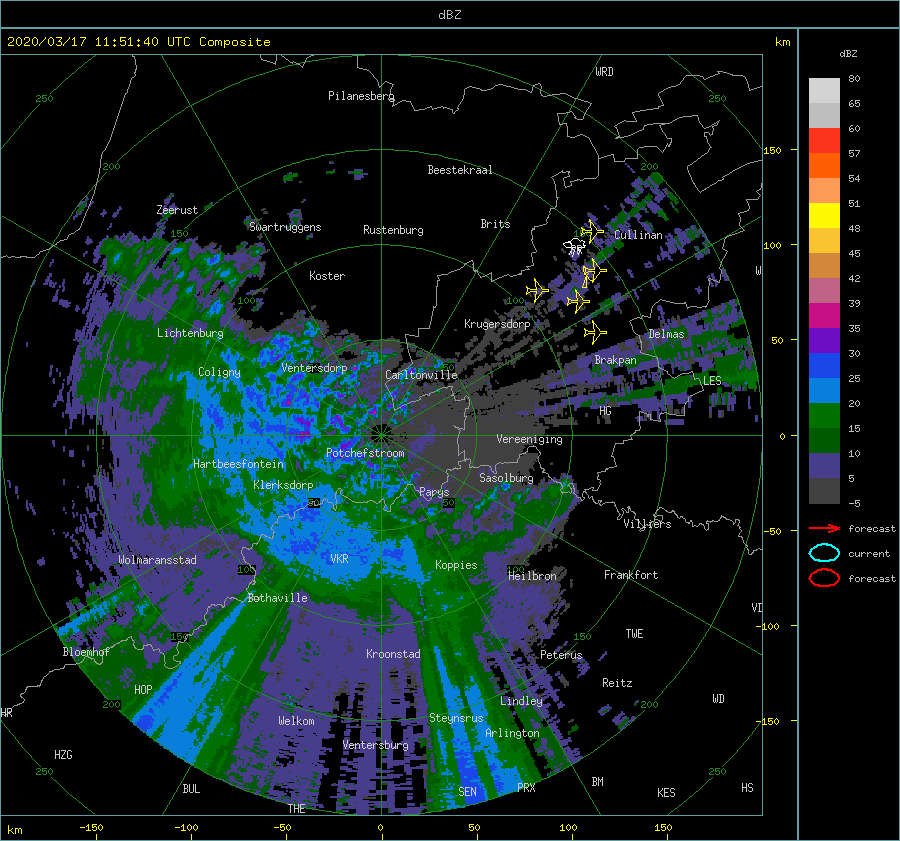 dBZ
2020/03/17 11:51:40 UTC Composite
km
dBZ
WRD
250
250
Pilanesberg
80
65
60
57
54
51
48
45
42
39
35
30
25
20
15
10
5
-5
150
200
200
Beestekraal
Zeerust
Swartruggens
Rustenburg
Brits
150
Cullinan
100
W
Koster
100
100
Krugersdorp
Lichtenburg
Delmas
50
Ventersdorp
Coligny
Carltonville
Brakpan
LES
HG
0
Vereeniging
Potchefstroom
Hartbeesfontein
Klerksdorp
Sasolburg
Parys
50
50
Villiers
-50
forecast
current
forecast
VKR
Wolmaransstad
Koppies
100
100
Heilbron
Frankfort
Bothaville
VI
-100
150
150
TWE
Bloemhof
Kroonstad
Peterus
HOP
Reitz
200
Lindley
200
WD
HR
Welkom
Steynsrus
-150
Arlington
Ventersburg
HZG
250
250
BUL
SEN
PRX
BM
KES
HS
THE
km
-150
-100
-50
0
50
100
150